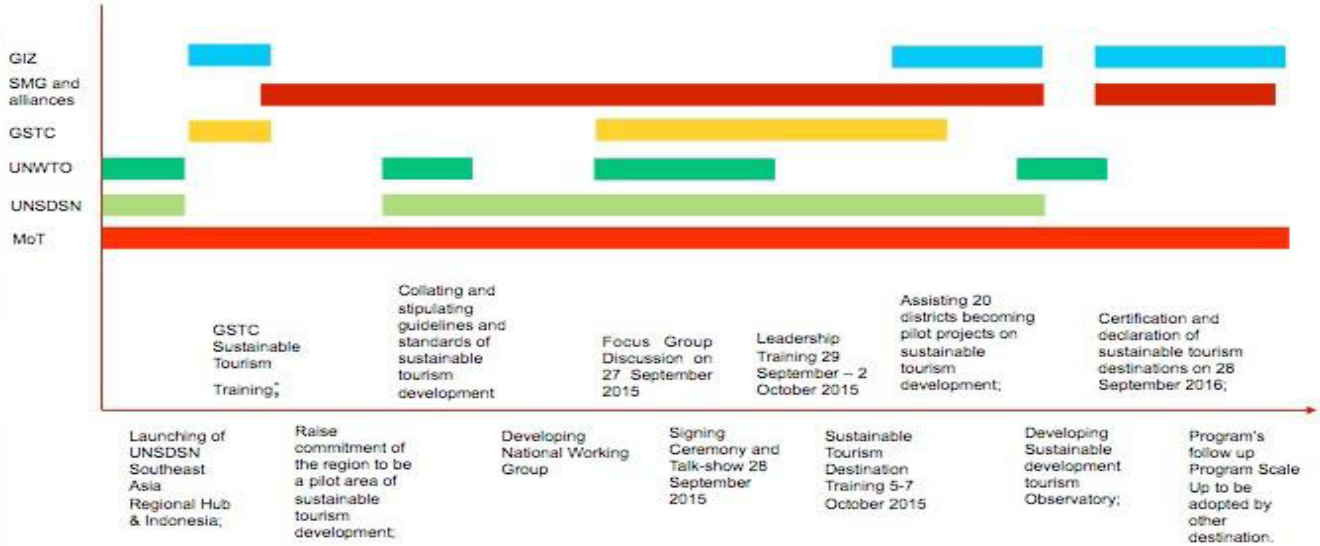 GIZ
SMG and
alliances
GSTC
UNWTO
UNSDSN
MoT
GSTC
Sustainable
Tourism
Training;
Collating and
stipulating
guidelines and
standards of
sustainable
tourism
development
Focus Group
Discussion on
27 September
2015
Leadership
Training 29
September – 2
October 2015
Assisting 20
districts becoming
pilot projects on
sustainable
tourism
development;
Certification and
declaration of
sustainable tourism
destinations on 28
September 2016;
Launching of
UNSDSN
Southeast
Asia
Regional Hub
& Indonesia;
Raise
commitment of
the region to be
a pilot area of
sustainable
tourism
development;
Developing
National Working
Group
Signing
Ceremony and
Talk-show 28
September
2015
Sustainable
Tourism
Destination
Training 5-7
October 2015
Developing
Sustainable
development
tourism
Observatory;
Program's
follow up
Program Scale
Up to be
adopted by
other
destination.